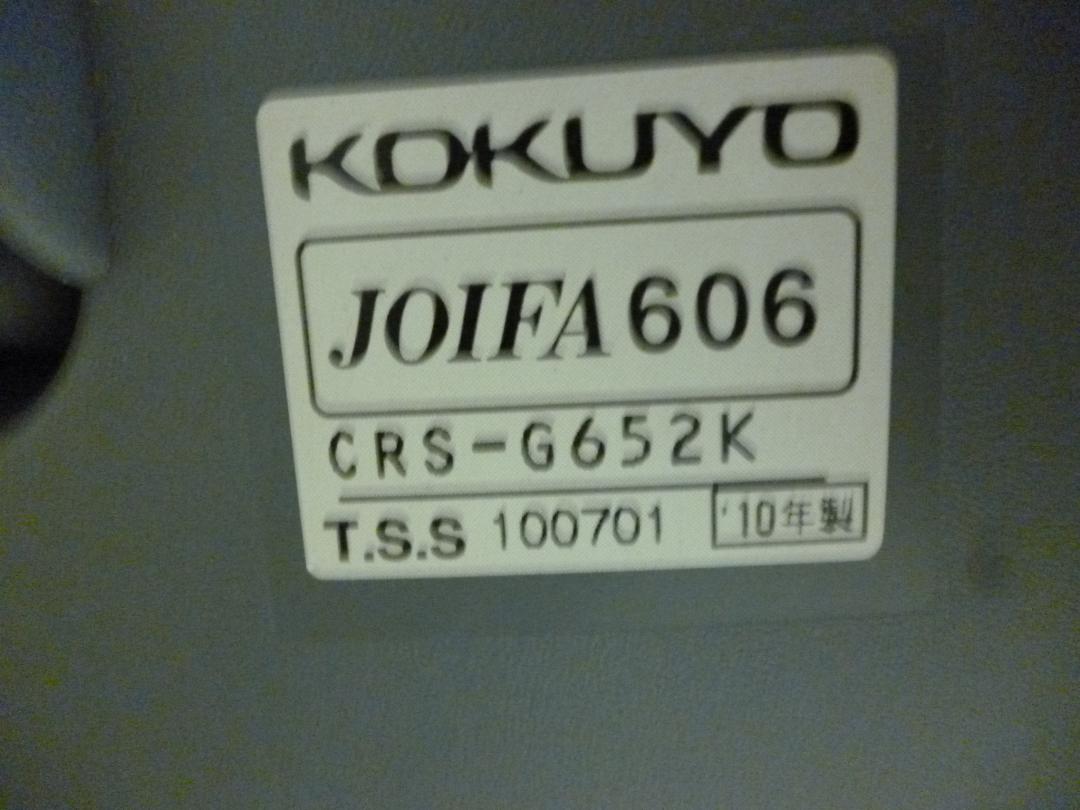 KOKUYO
JOIFA 606
CRS-G652K
T.S.S 100701 '10年製